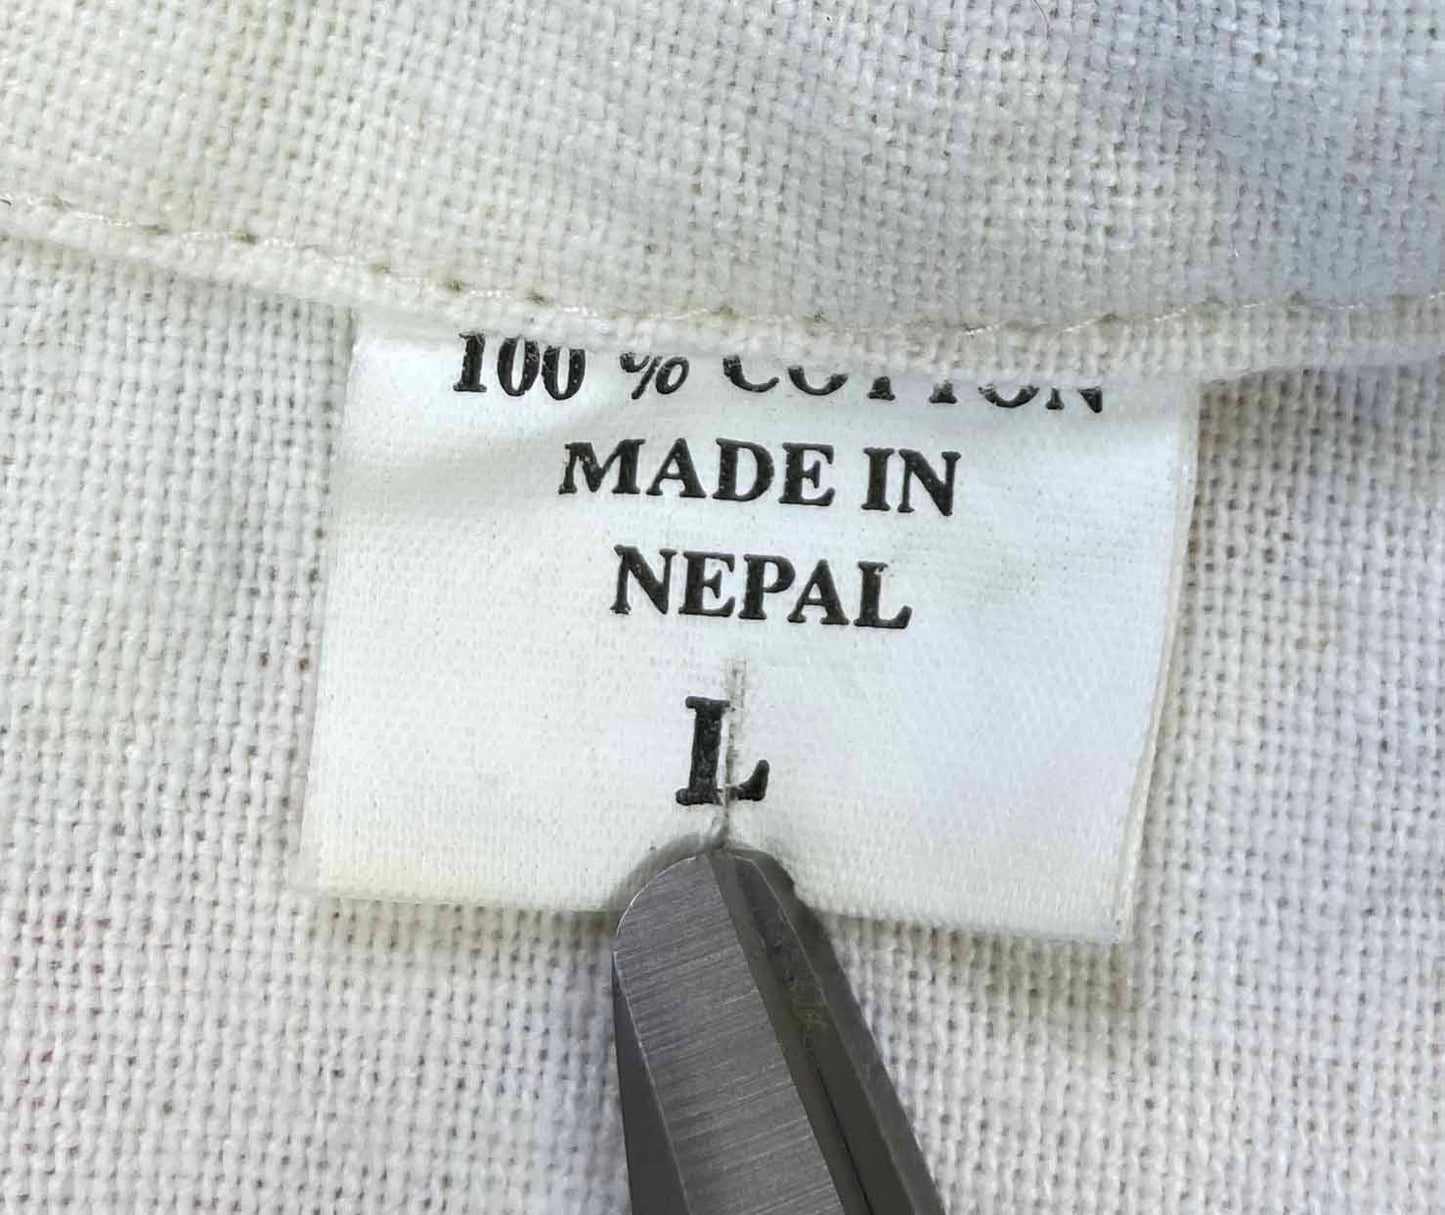 100 % COTTON
MADE IN
NEPAL
L